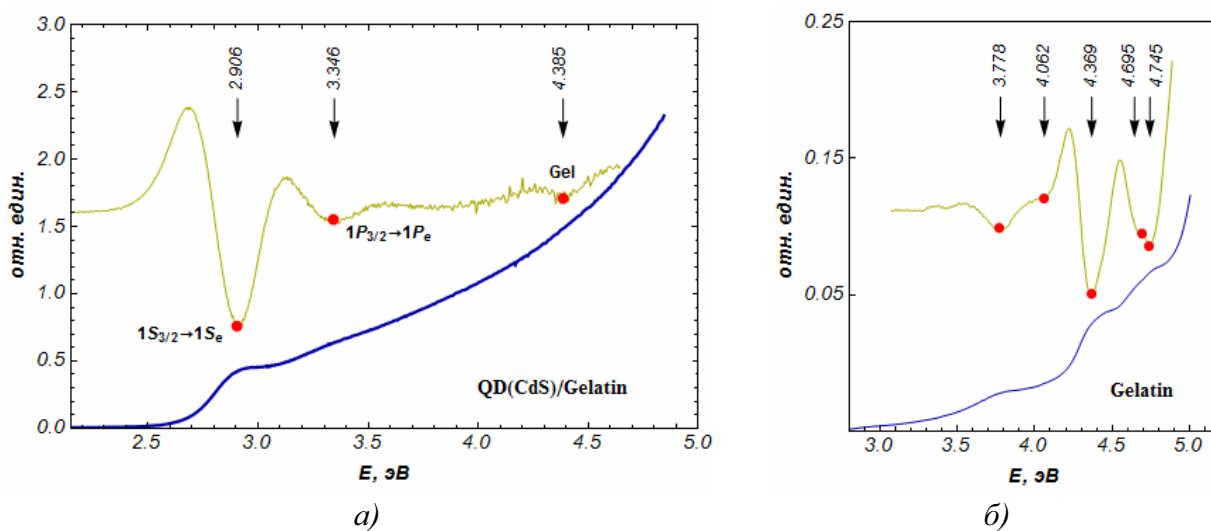 3.0
2.5
2.0
1.5
1.0
0.5
0.0
отн. един.
2.906
3.346
4.385
Gel
1P3/2→1Pe
1S3/2→1Se
QD(CdS)/Gelatin
2.5 3.0 3.5 4.0 4.5 5.0
E, эВ
а)
0.25
0.15
0.05
отн. един.
3.778
4.062
4.369
4.695
4.745
Gelatin
3.0 3.5 4.0 4.5 5.0
E, эВ
б)